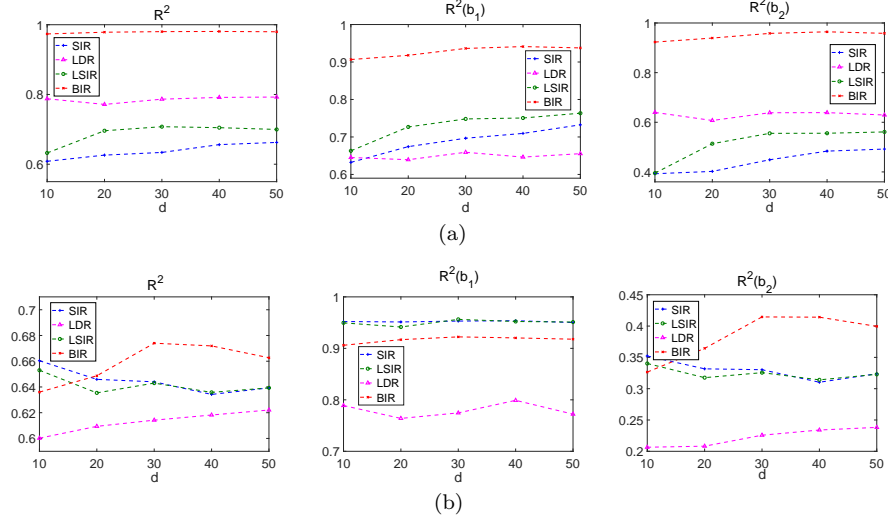 R²
R²(b₁)
R²(b₂)
1
0.8
0.6
SIR
LDR
LSIR
BIR
10 20 30 40 50
d
1
0.9
0.8
0.7
0.6
SIR
LDR
LSIR
BIR
10 20 30 40 50
d
1
0.8
0.6
0.4
SIR
LDR
LSIR
BIR
10 20 30 40 50
d
(a)
R²
R²(b₁)
R²(b₂)
0.7
0.68
0.66
0.64
0.62
0.6
SIR
LDR
LSIR
BIR
10 20 30 40 50
d
1
0.9
0.8
0.7
SIR
LSIR
LDR
BIR
10 20 30 40 50
d
0.45
0.4
0.35
0.3
0.25
0.2
SIR
LSIR
LDR
BIR
10 20 30 40 50
d
(b)